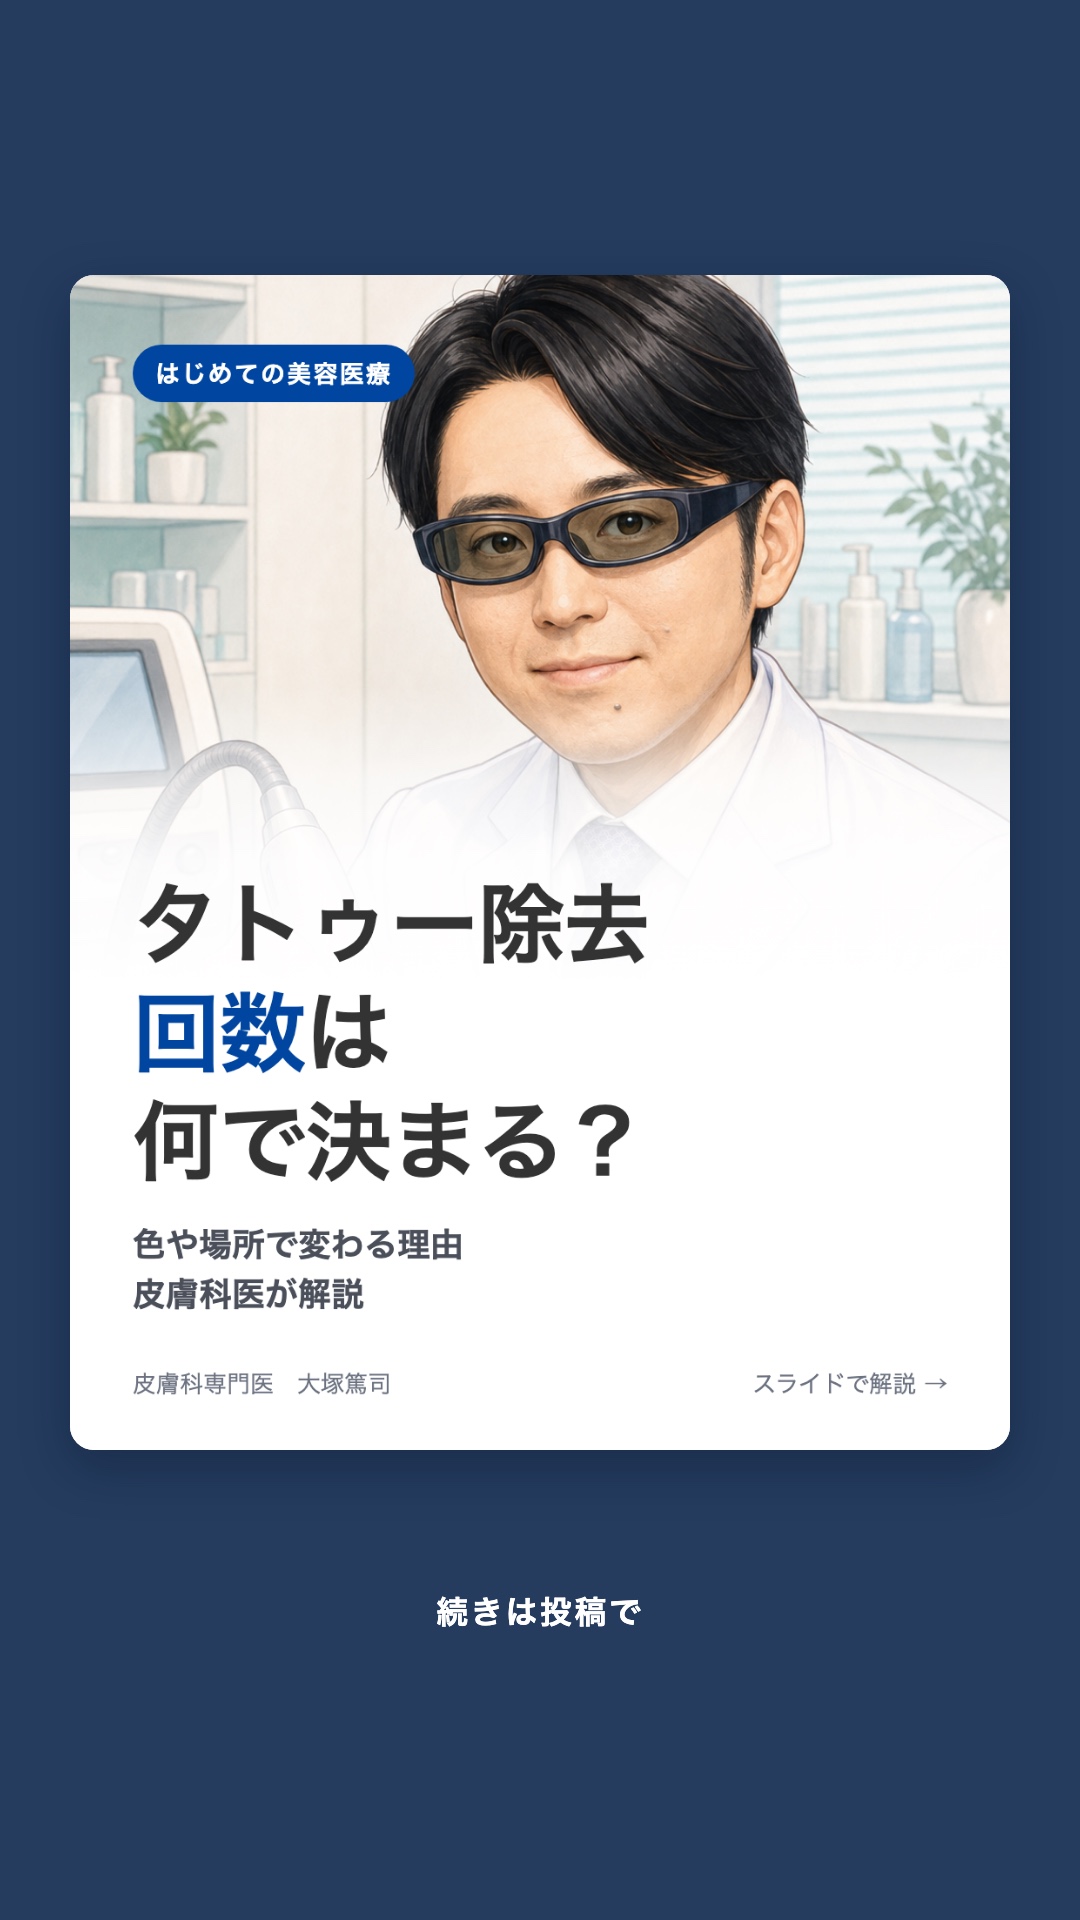 はじめての美容医療
タトゥー除去
回数は
何で決まる？
色や場所で変わる理由
皮膚科医が解説
皮膚科専門医　大塚篤司
スライドで解説 →
続きは投稿で